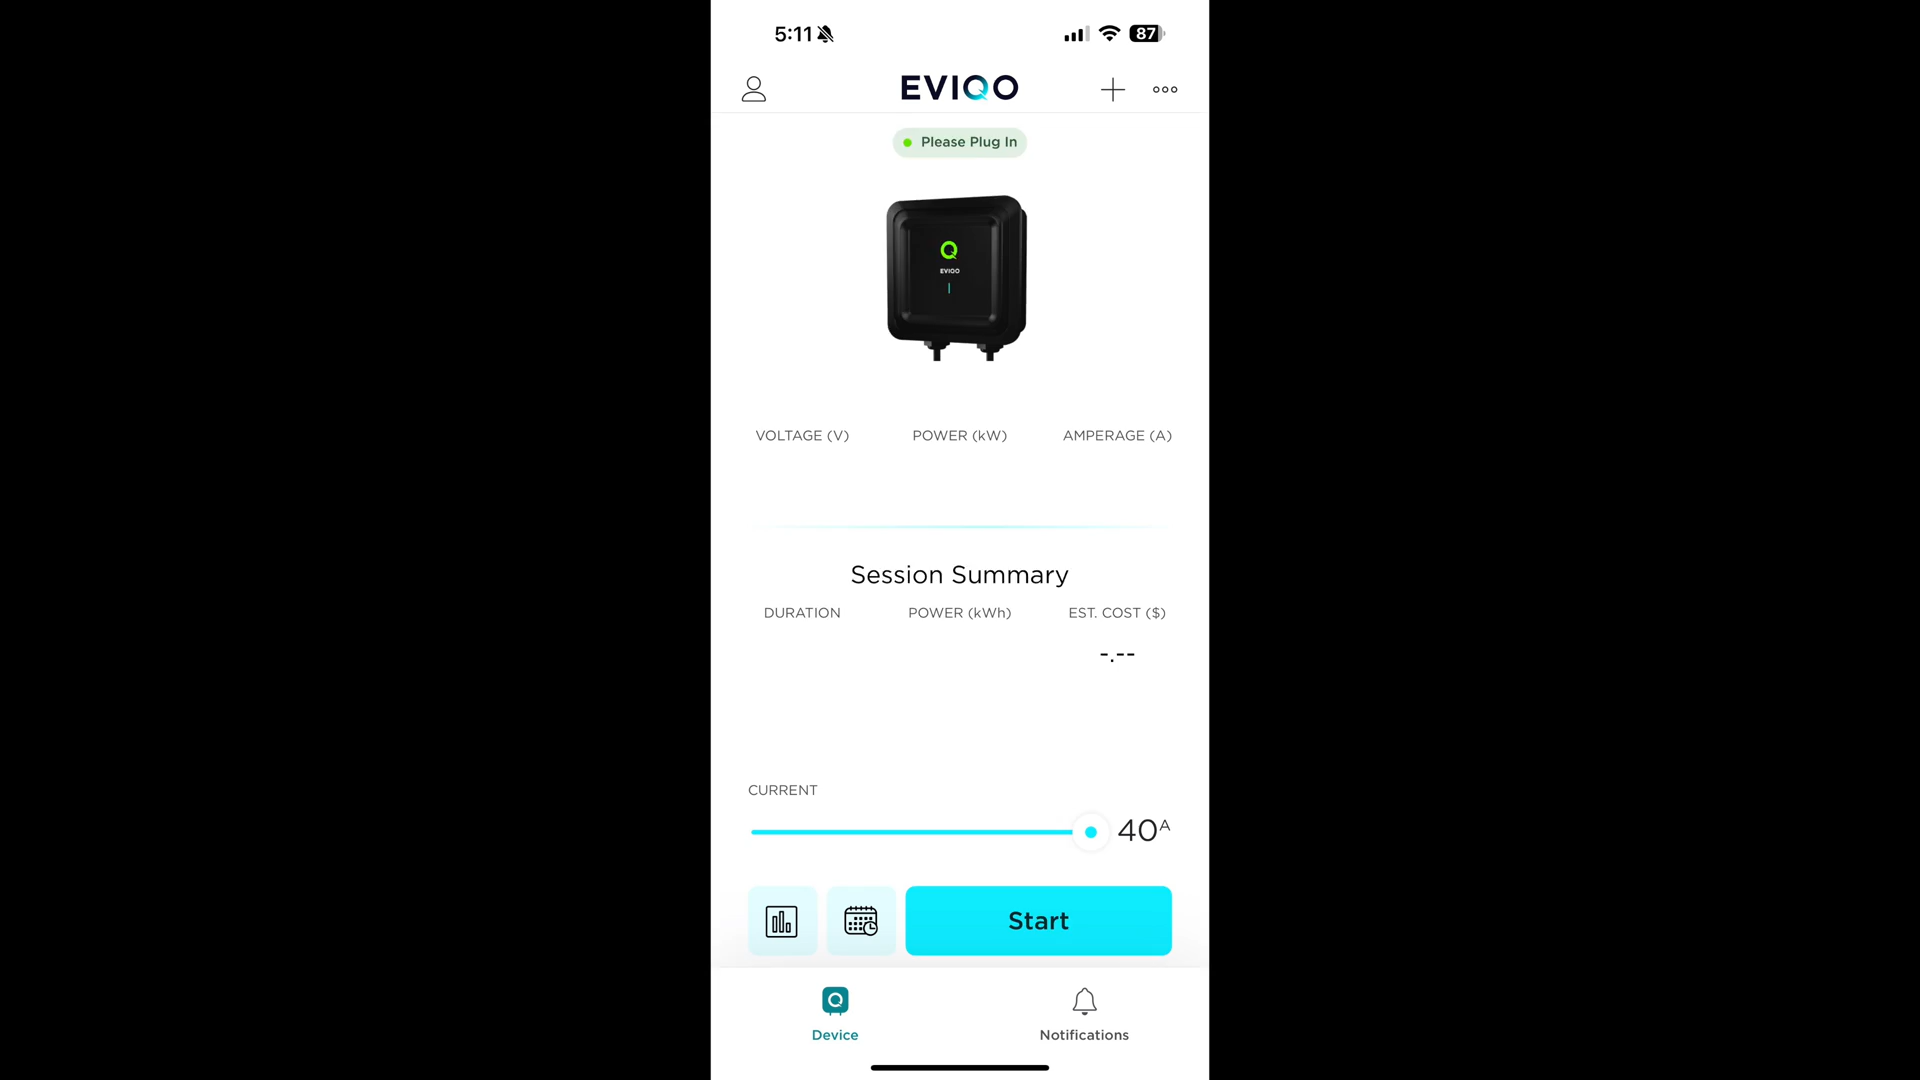 5:11
87
EVIQO
Please Plug In
Q
EVIQO
VOLTAGE (V) POWER (kW) AMPERAGE (A)
Session Summary
DURATION POWER (kWh) EST. COST ($)
-.--
CURRENT
40A
Start
Device Notifications